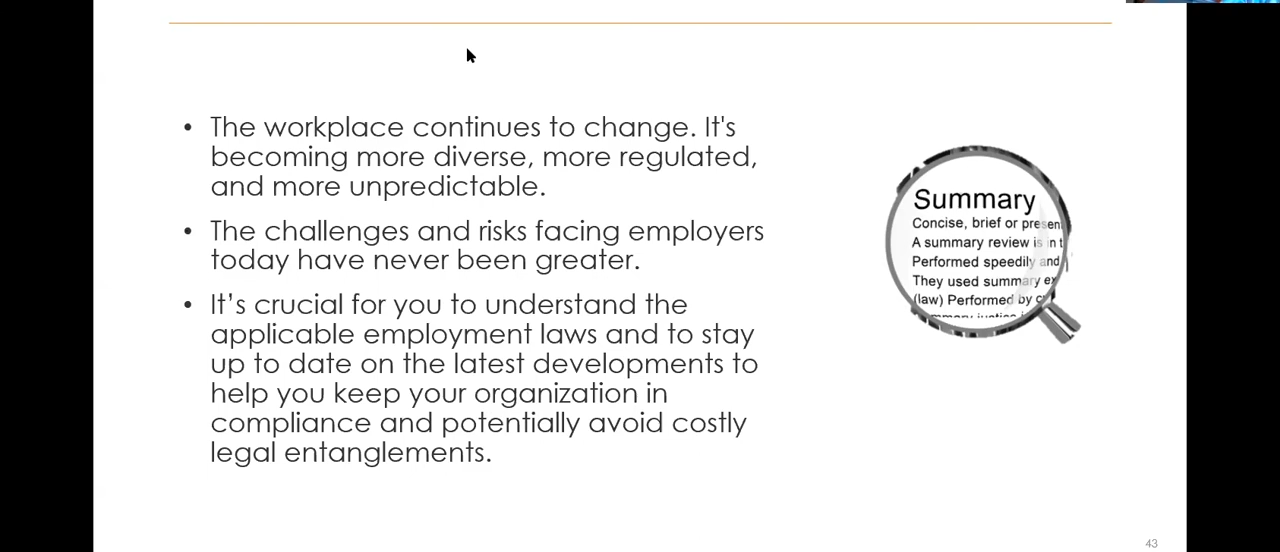 • The workplace continues to change. It's
becoming more diverse, more regulated,
and more unpredictable.
• The challenges and risks facing employers
today have never been greater.
• It’s crucial for you to understand the
applicable employment laws and to stay
up to date on the latest developments to
help you keep your organization in
compliance and potentially avoid costly
legal entanglements.
Summary
Concise, brief or
A summary review is in
Performed speedily and
They used summary
(law) Performed by
43